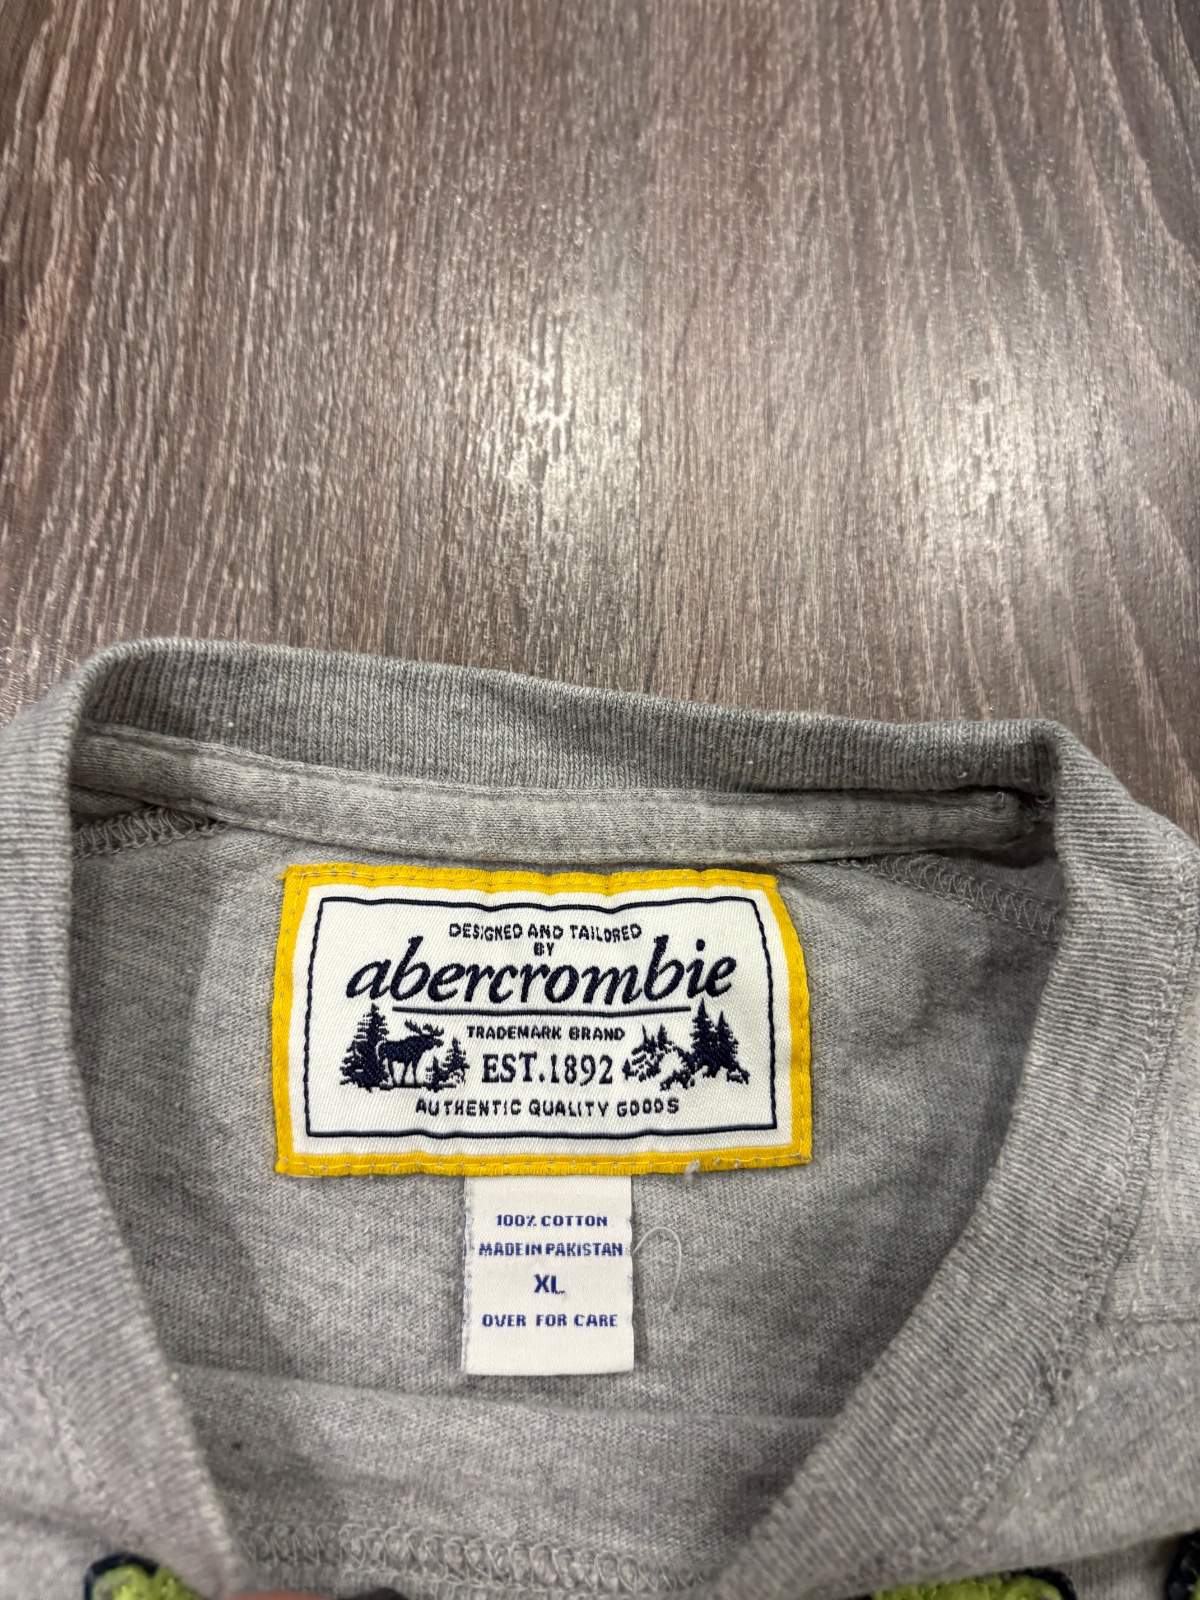 DESIGNED AND TAILORED
BY
abercrombie
TRADEMARK BRAND
EST.1892
AUTHENTIC QUALITY GOODS
100% COTTON
MADE IN PAKISTAN
XL
OVER FOR CARE